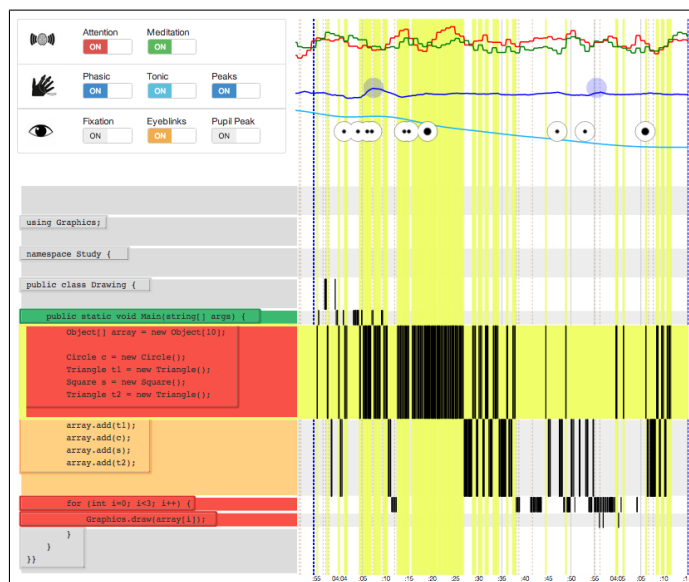 Attention Meditation
ON ON
Phasic Tonic Peaks
ON ON ON
Fixation Eyeblinks Pupil Peak
ON ON ON
using Graphics;
namespace Study {
public class Drawing {
public static void Main(string[] args) {
Object[] array = new Object[10];
Circle c = new Circle();
Triangle t1 = new Triangle();
Square s = new Square();
Triangle t2 = new Triangle();
array.add(t1);
array.add(c);
array.add(s);
array.add(t2);
for (int i=0; i<3; i++) {
Graphics.draw(array[i]);
}
}
}}
:55 04:04 :05 :10 :15 :20 :25 :30 :35 :40 :45 :50 :55 04:05 :05 :10